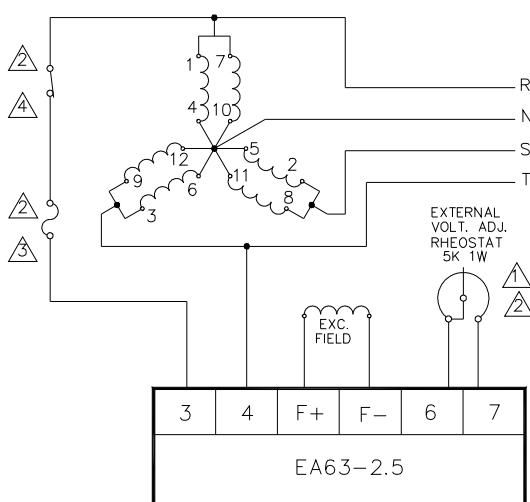 2
1 7
R
4
4 10
N
12 5
S
2
11
9 6
T
3 8
2
EXTERNAL
VOLT. ADJ.
RHEOSTAT
5K 1W
3
1
2
EXC.
FIELD
3 4 F+ F- 6 7
EA63-2.5